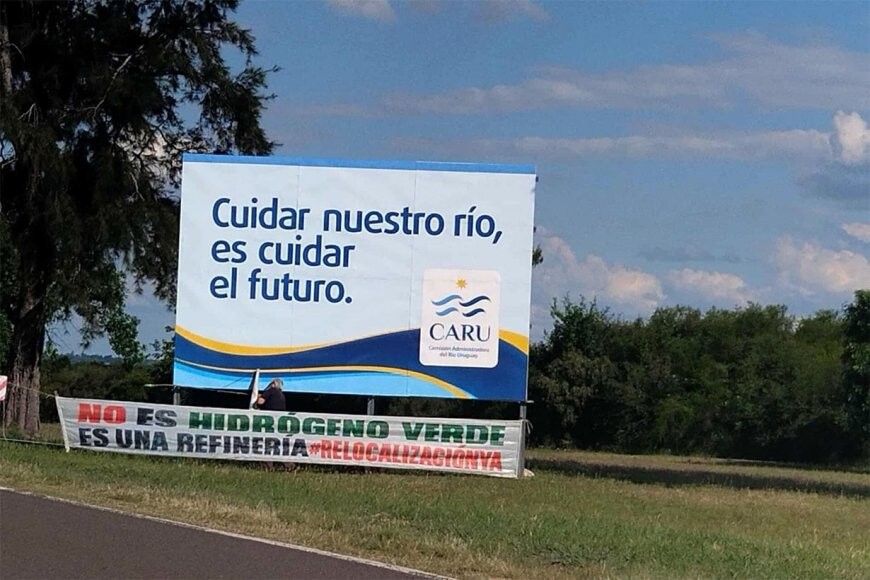 Cuidar nuestro río,
es cuidar
el futuro.
CARU
Comisión Administradora
del Río Uruguay
NO ES HIDRÓGENO VERDE
ES UNA REFINERÍA #RELOCALIZACIÓNYA